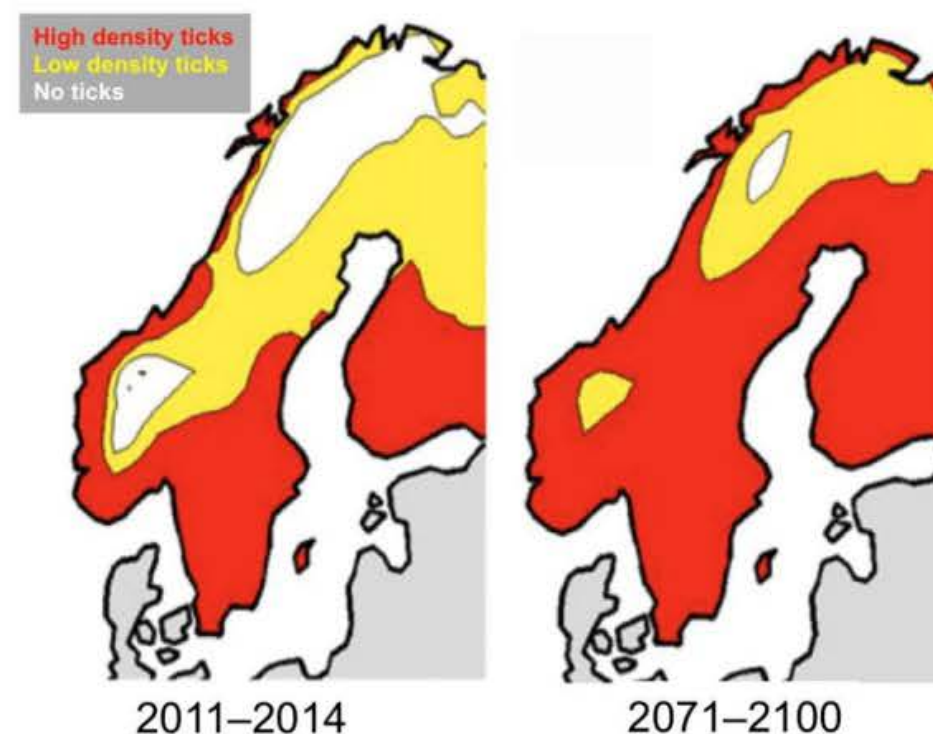 High density ticks
Low density ticks
No ticks
2011–2014
2071–2100